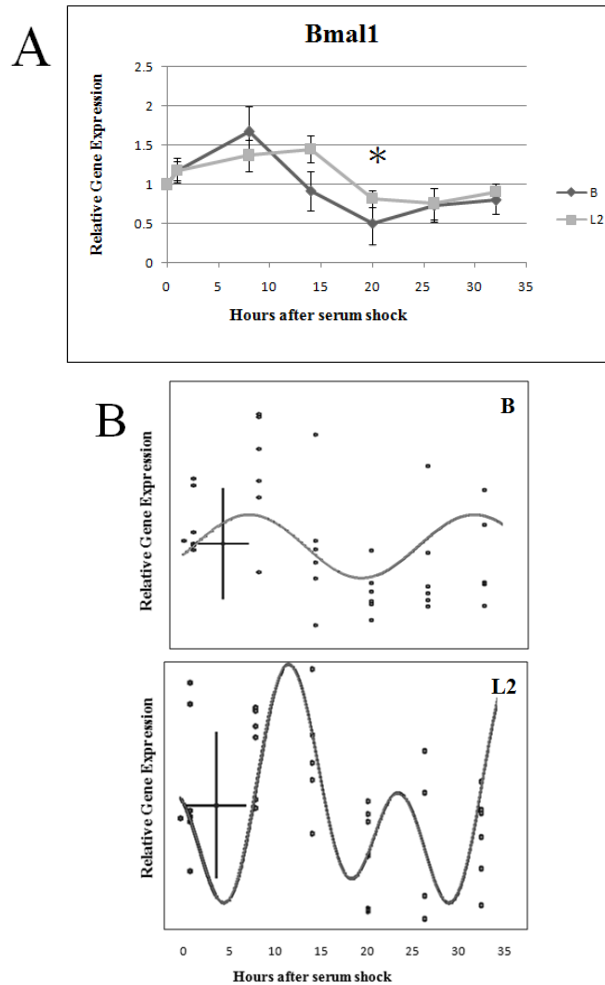 A
Bmal1
Relative Gene Expression
2.5
2
1.5
1
0.5
0
*
0 5 10 15 20 25 30 35
Hours after serum shock
B
L2
B
B
Relative Gene Expression
L2
Relative Gene Expression
0 5 10 15 20 25 30 35
Hours after serum shock